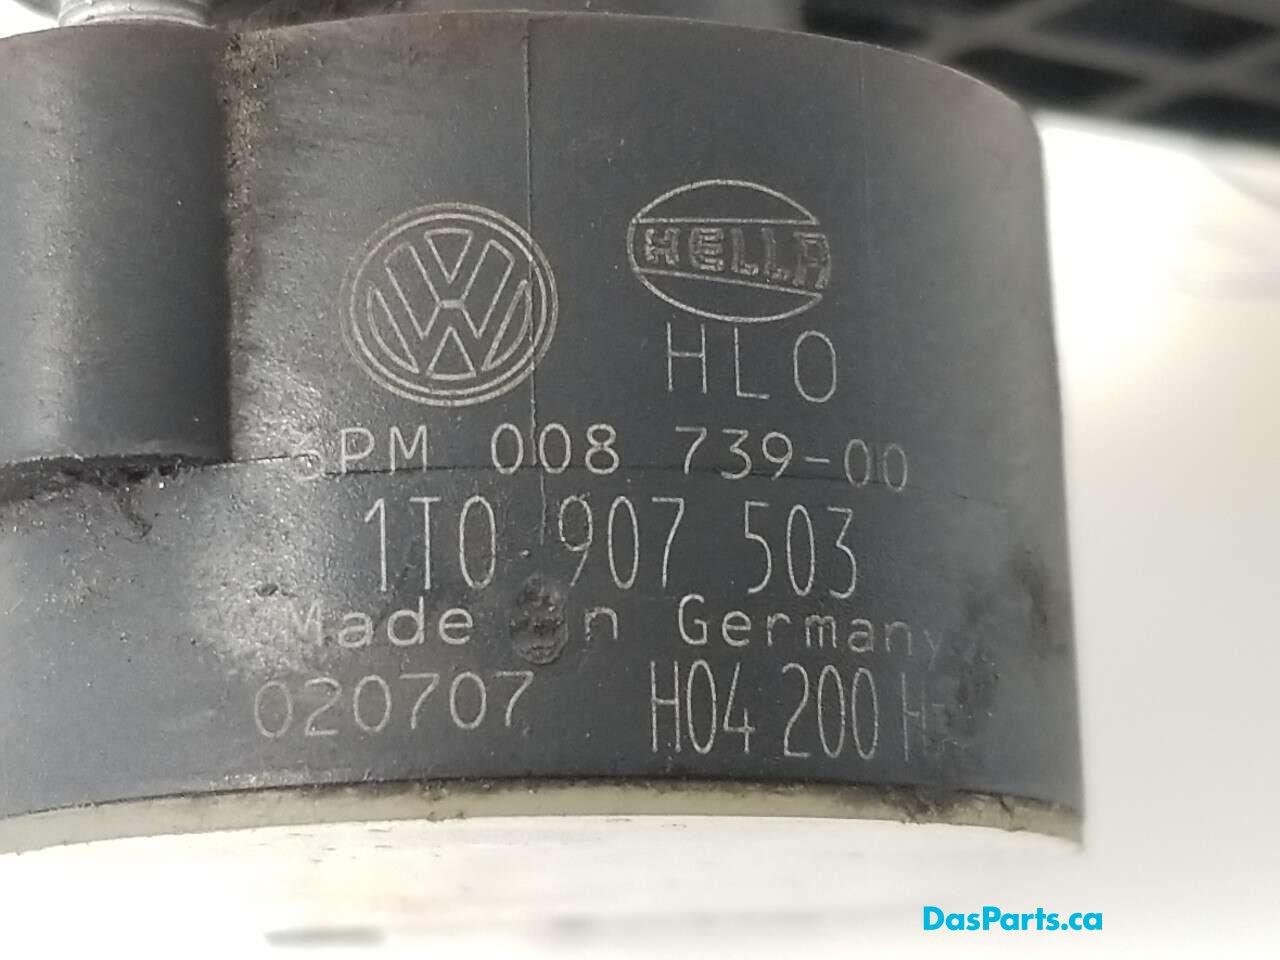 HELLA
HLO
6PM 008 739-00
1T0 907 503
Made in Germany
020707 H04 200
DasParts.ca